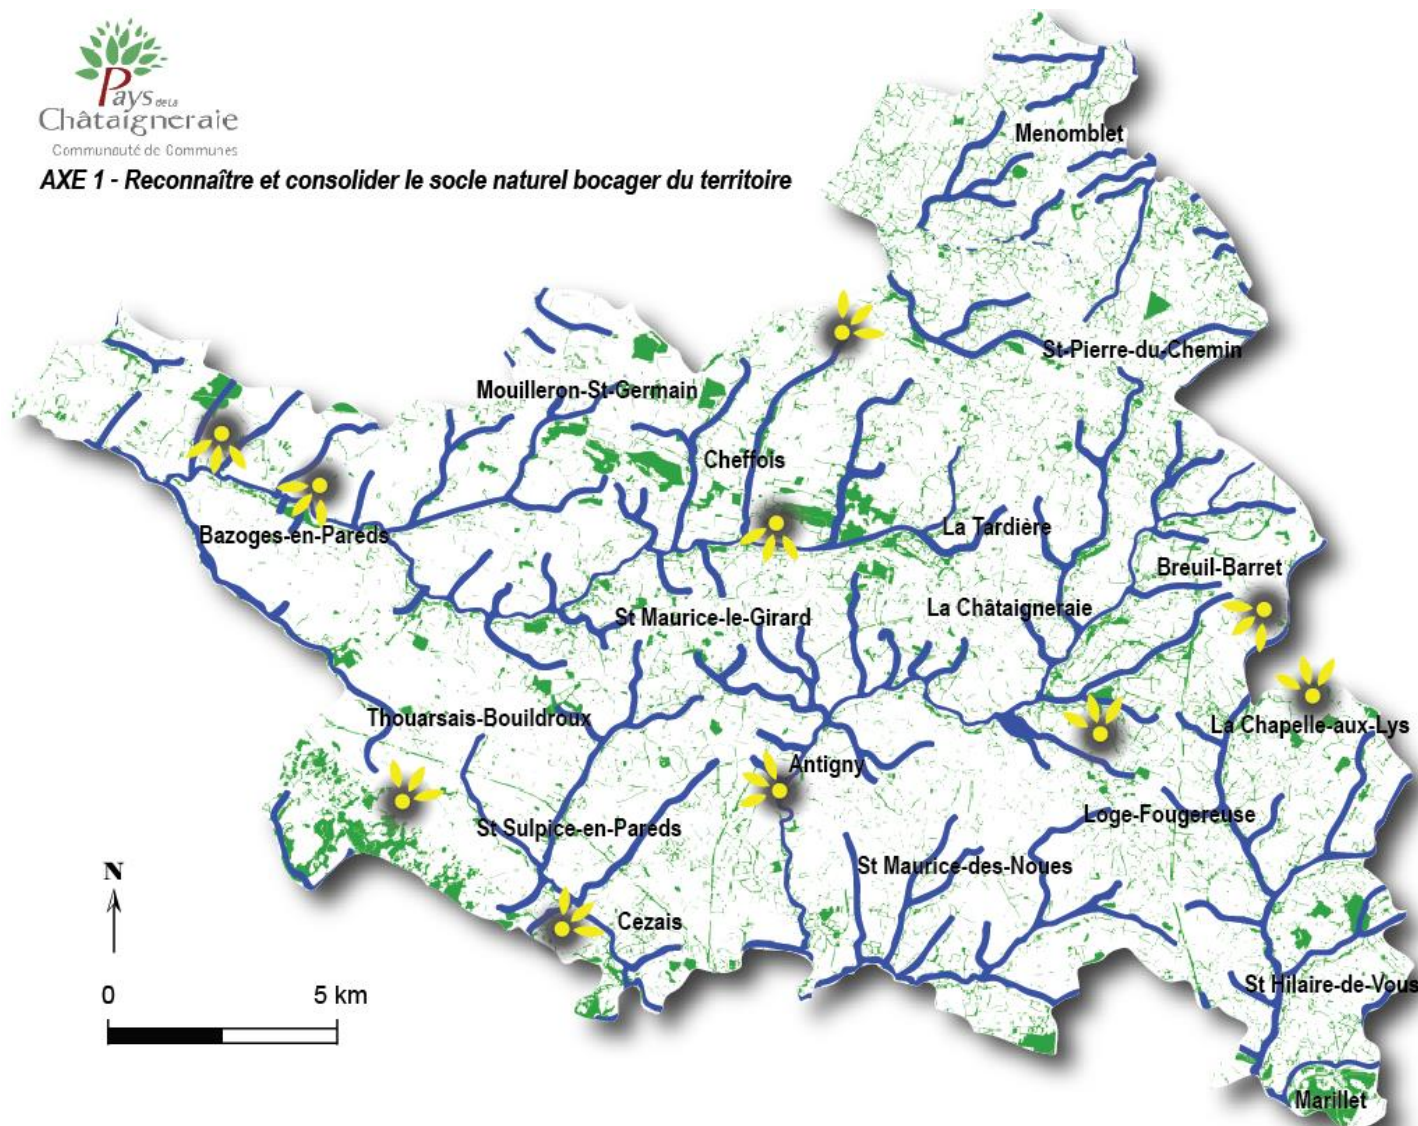 Pays de la
Châtaigneraie
Communauté de Communes
AXE 1 - Reconnaître et consolider le socle naturel bocager du territoire
Menomblet
St-Pierre-du-Chemin
Mouilleron-St-Germain
Cheffois
La Tardière
Bazoges-en-Pareds
Breuil-Barret
La Châtaigneraie
St Maurice-le-Girard
Thouarsais-Bouildroux
La Chapelle-aux-Lys
Antigny
Loge-Fougereuse
St Sulpice-en-Pareds
St Maurice-des-Noues
N
Cezais
St Hilaire-de-Vous
0 5 km
Marillet